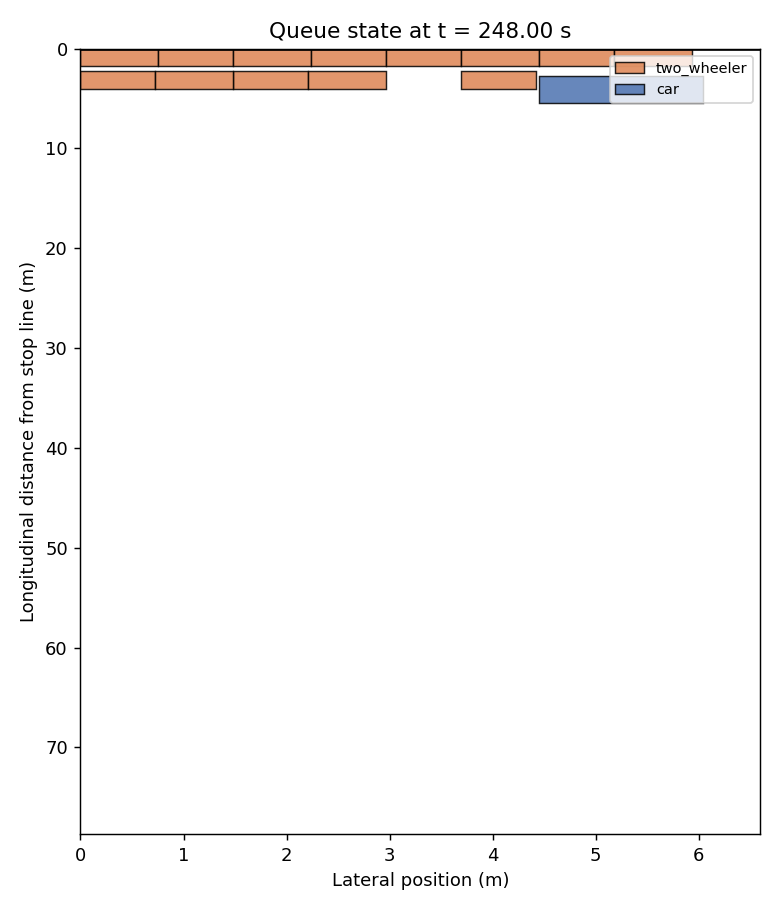 Queue state at t = 248.00 s
two_wheeler
car
0
10
20
30
40
50
60
70
Longitudinal distance from stop line (m)
0 1 2 3 4 5 6
Lateral position (m)